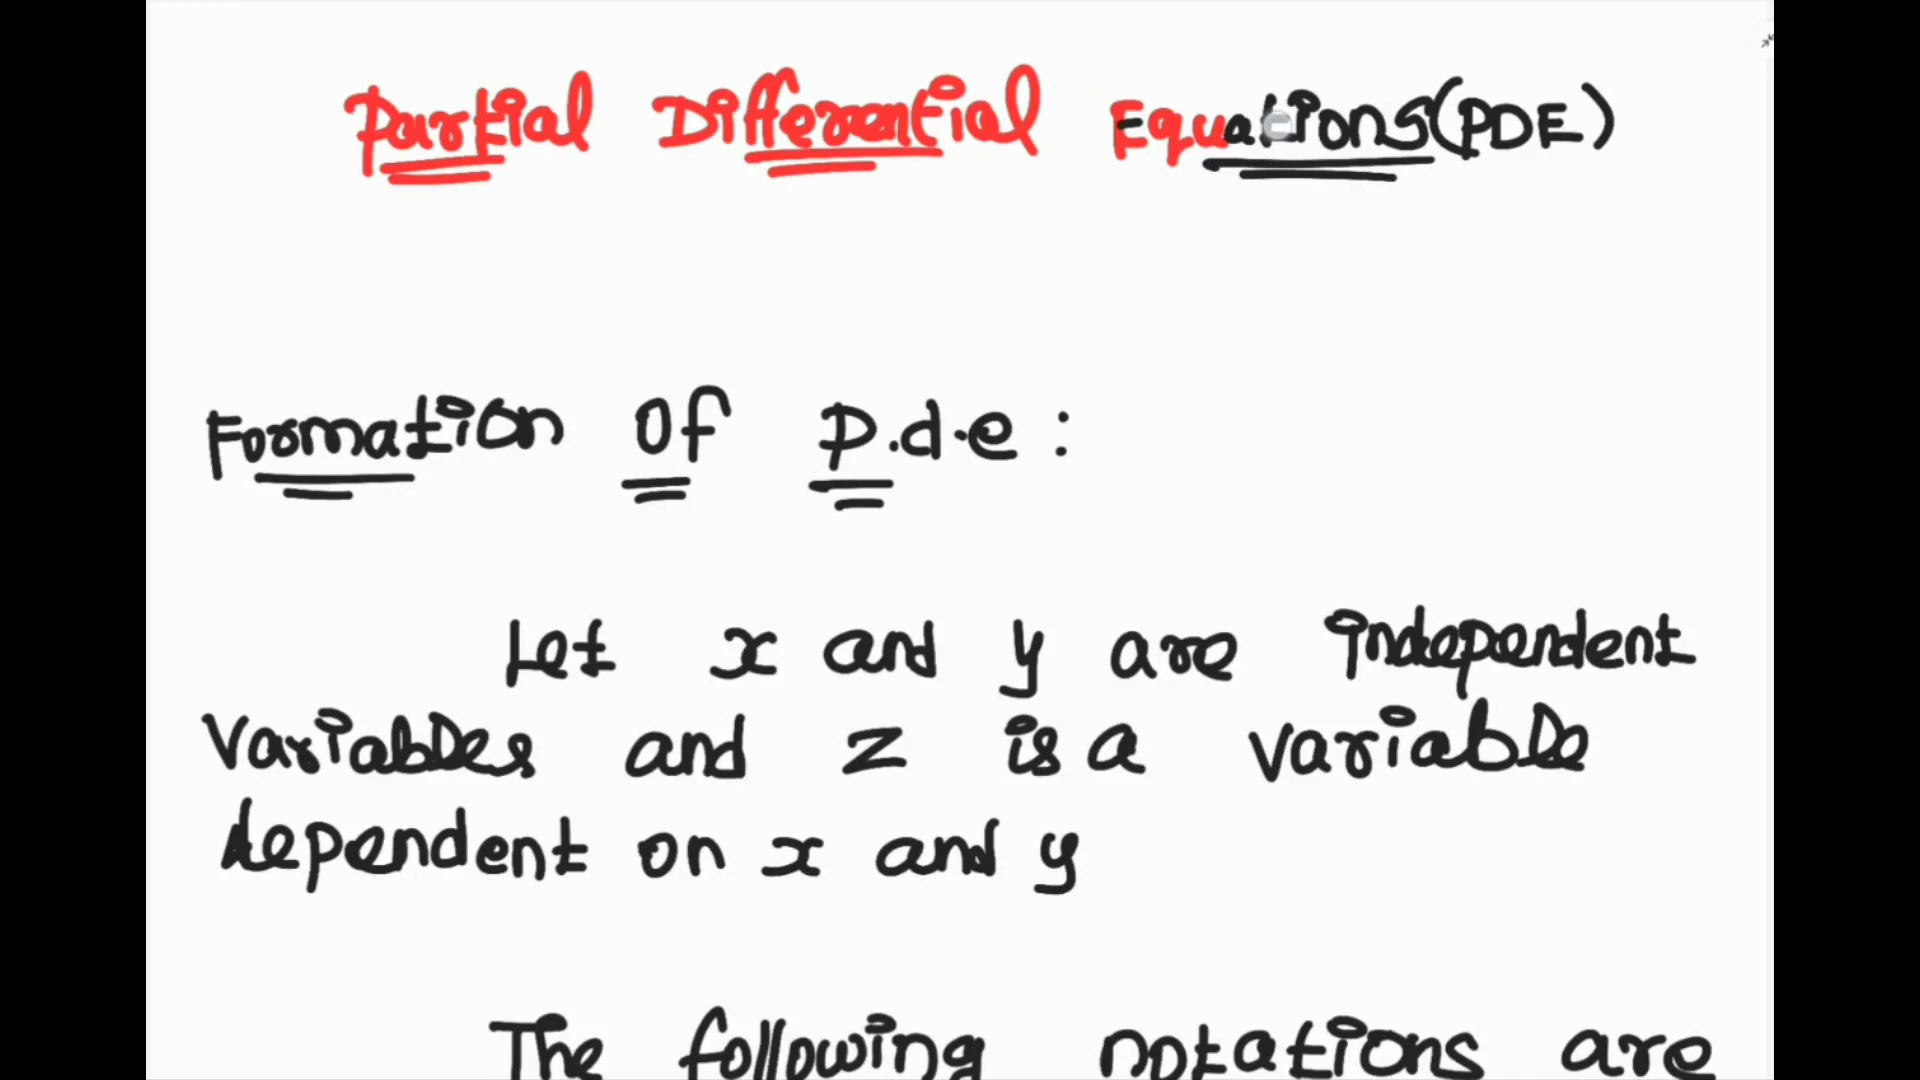 Partial Differential Equations(PDE)
Formation of P.d.e :
Let x and y are independent
Variables and z is a variable
dependent on x and y
The following notations are